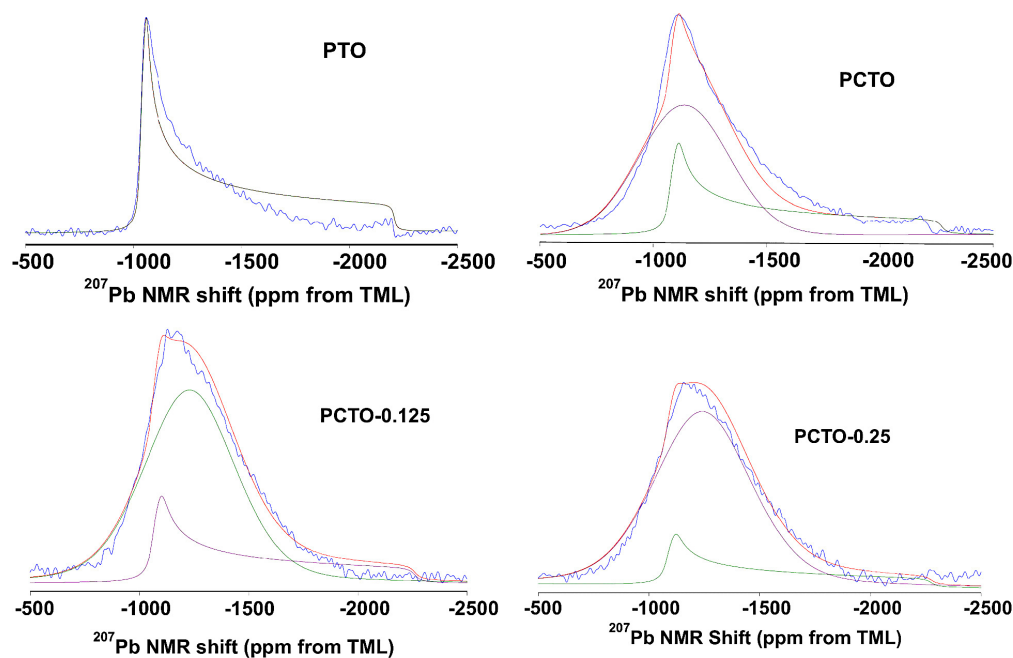 PTO
-500 -1000 -1500 -2000 -2500
²⁰⁷Pb NMR shift (ppm from TML)
PCTO
-500 -1000 -1500 -2000 -2500
²⁰⁷Pb NMR shift (ppm from TML)
PCTO-0.125
-500 -1000 -1500 -2000 -2500
²⁰⁷Pb NMR shift (ppm from TML)
PCTO-0.25
-500 -1000 -1500 -2000 -2500
²⁰⁷Pb NMR Shift (ppm from TML)